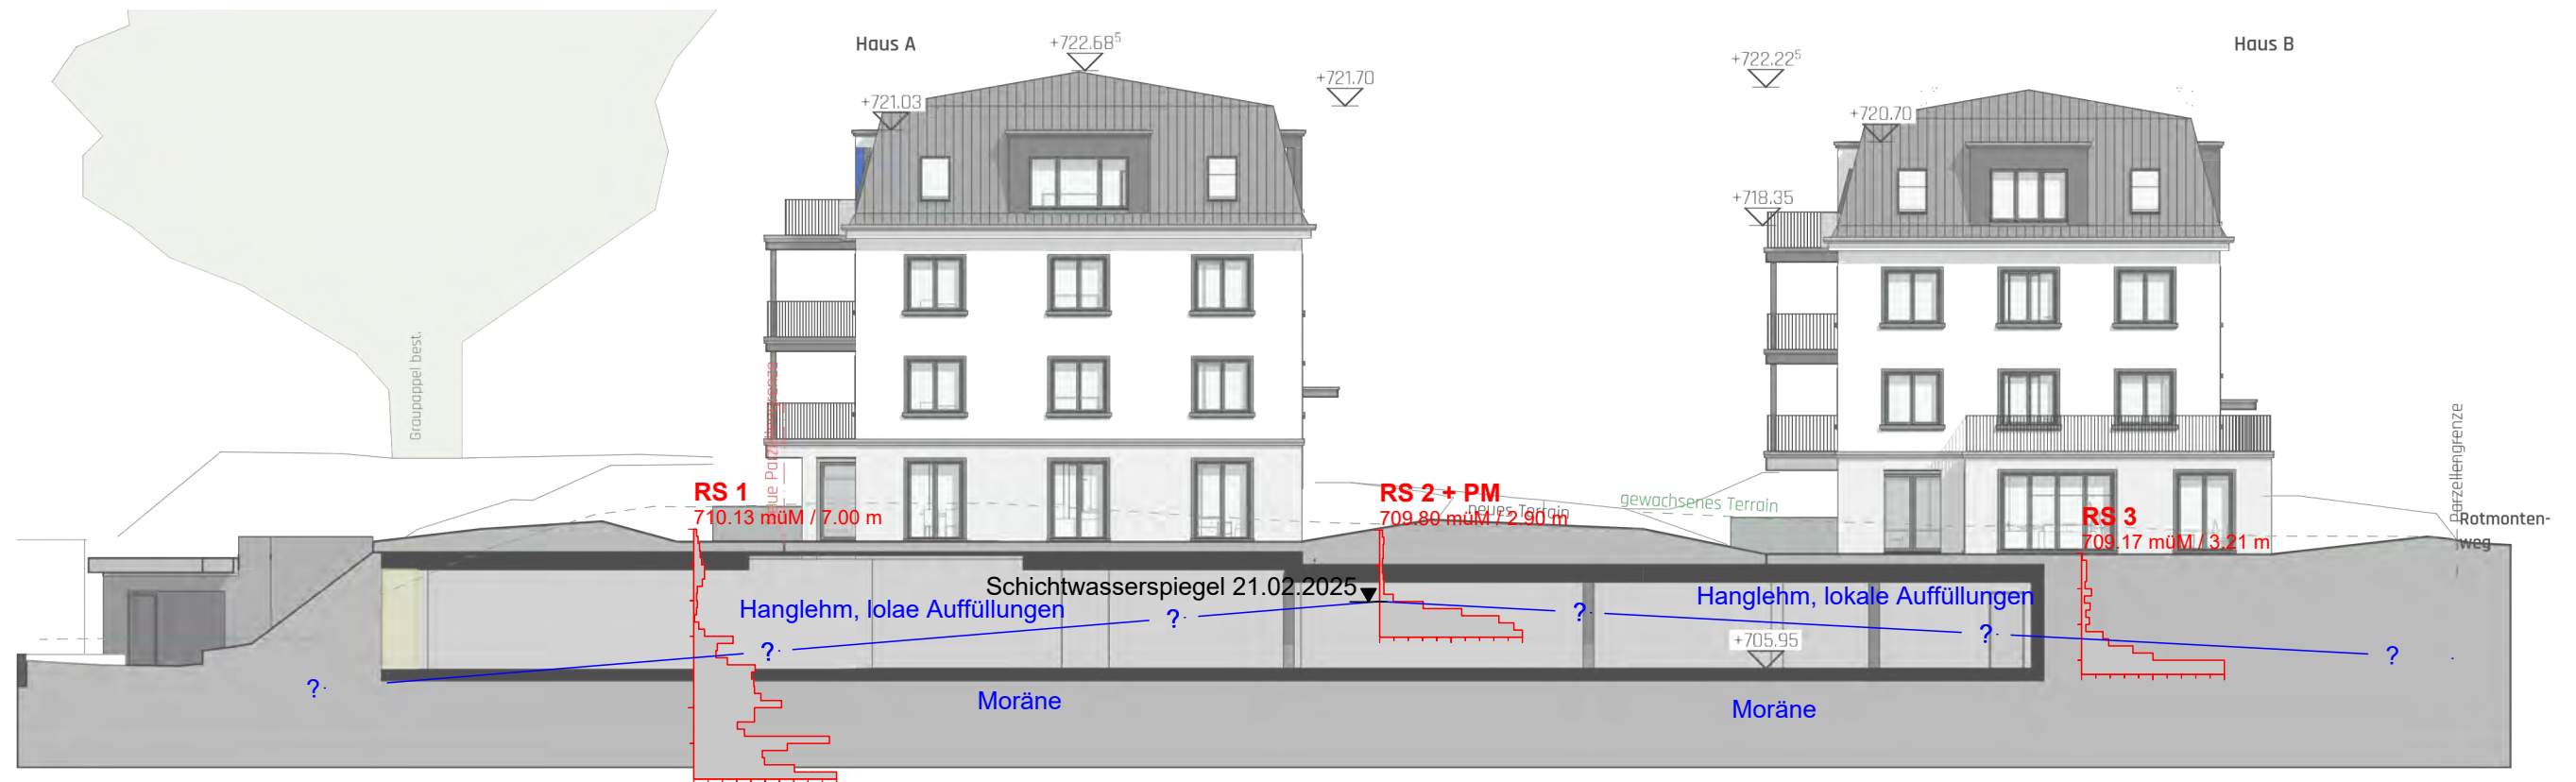 Haus A
+722.68⁵
Haus B
+722.22⁵
+721.70
+721.03
+720.70
+718.35
Graupappel best.
neue Parzellengrenze
Parzellengrenze
RS 1
710.13 müM / 7.00 m
RS 2 + PM
709.80 müM / 2.90 m
neues Terrain
gewachsenes Terrain
RS 3
709.17 müM / 3.21 m
Rotmonten-
weg
Schichtwasserspiegel 21.02.2025
Hanglehm, lolae Auffüllungen
Hanglehm, lokale Auffüllungen
?
?
?
?
+705.95
?
?
Moräne
Moräne